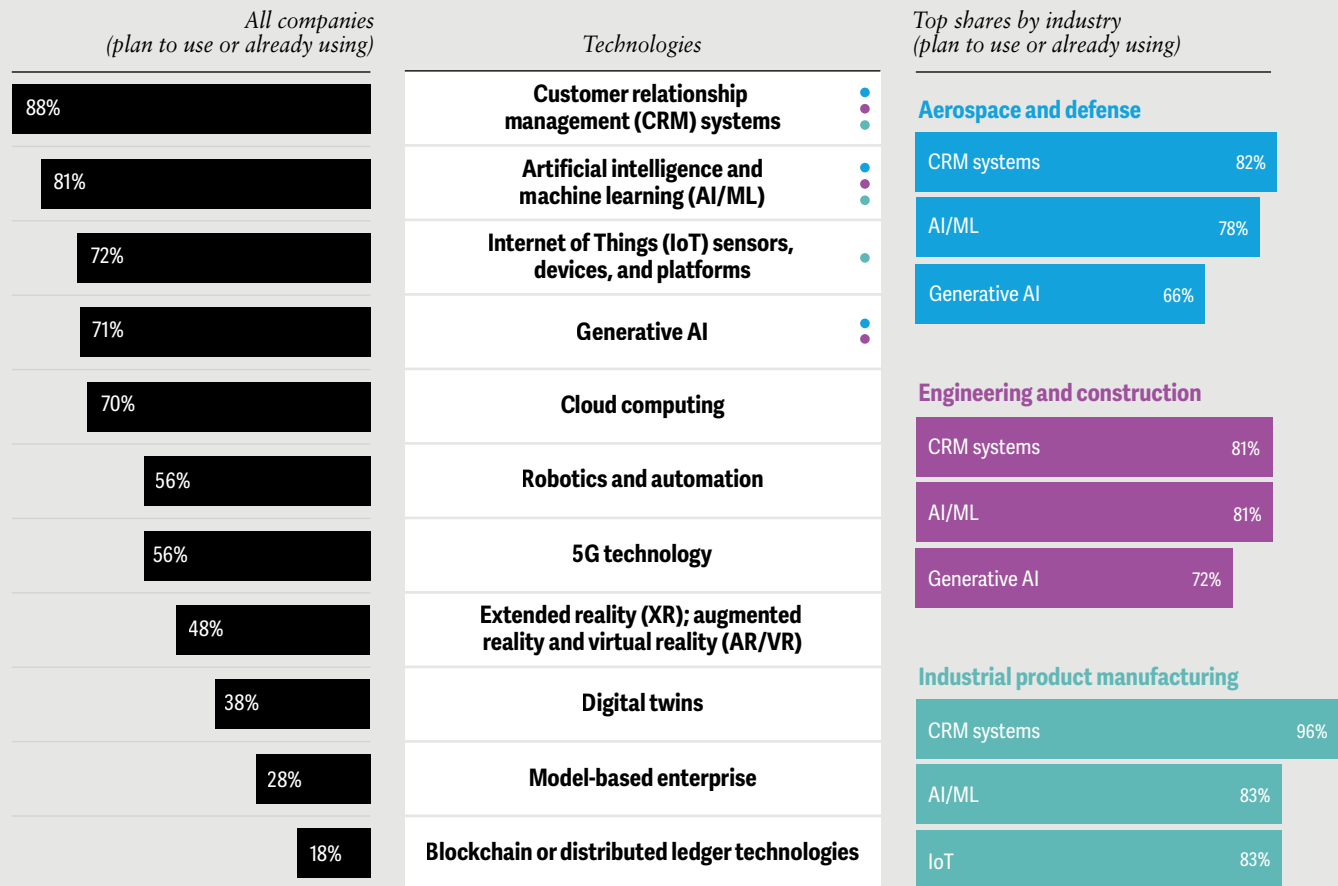 All companies
(plan to use or already using)
Technologies
Top shares by industry
(plan to use or already using)
88%
Customer relationship
management (CRM) systems
81%
Artificial intelligence and
machine learning (AI/ML)
72%
Internet of Things (IoT) sensors,
devices, and platforms
71%
Generative AI
70%
Cloud computing
56%
Robotics and automation
56%
5G technology
48%
Extended reality (XR); augmented
reality and virtual reality (AR/VR)
38%
Digital twins
28%
Model-based enterprise
18%
Blockchain or distributed ledger technologies
Aerospace and defense
CRM systems 82%
AI/ML 78%
Generative AI 66%
Engineering and construction
CRM systems 81%
AI/ML 81%
Generative AI 72%
Industrial product manufacturing
CRM systems 96%
AI/ML 83%
IoT 83%